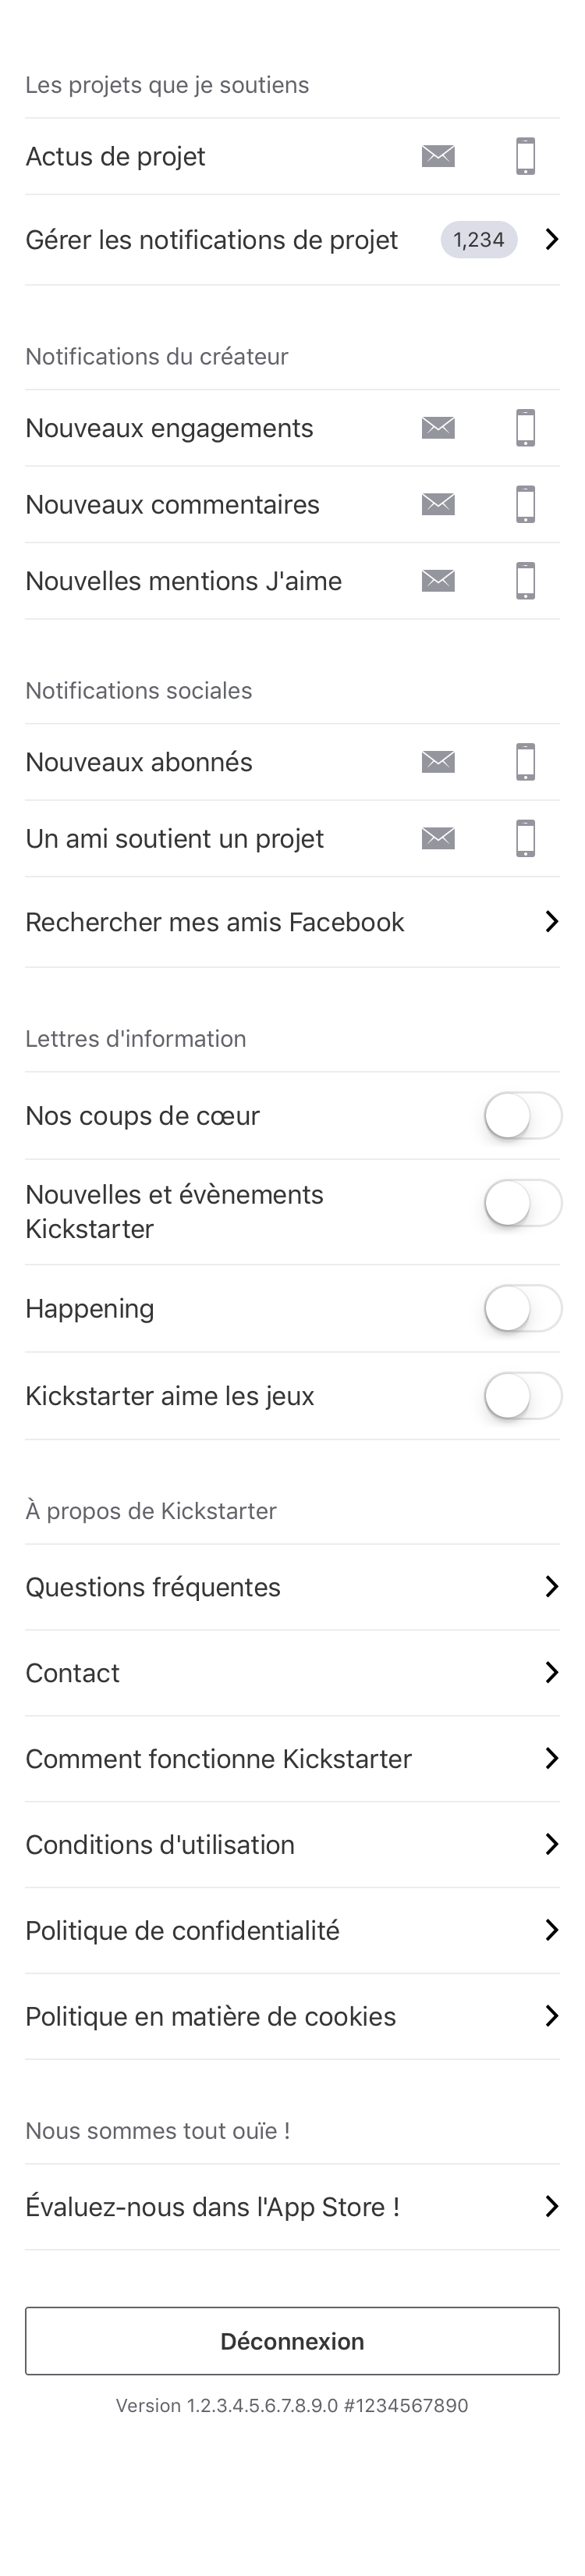 Les projets que je soutiens
Actus de projet
Gérer les notifications de projet 1,234
Notifications du créateur
Nouveaux engagements
Nouveaux commentaires
Nouvelles mentions J'aime
Notifications sociales
Nouveaux abonnés
Un ami soutient un projet
Rechercher mes amis Facebook
Lettres d'information
Nos coups de cœur
Nouvelles et évènements
Kickstarter
Happening
Kickstarter aime les jeux
À propos de Kickstarter
Questions fréquentes
Contact
Comment fonctionne Kickstarter
Conditions d'utilisation
Politique de confidentialité
Politique en matière de cookies
Nous sommes tout ouïe !
Évaluez-nous dans l'App Store !
Déconnexion
Version 1.2.3.4.5.6.7.8.9.0 #1234567890